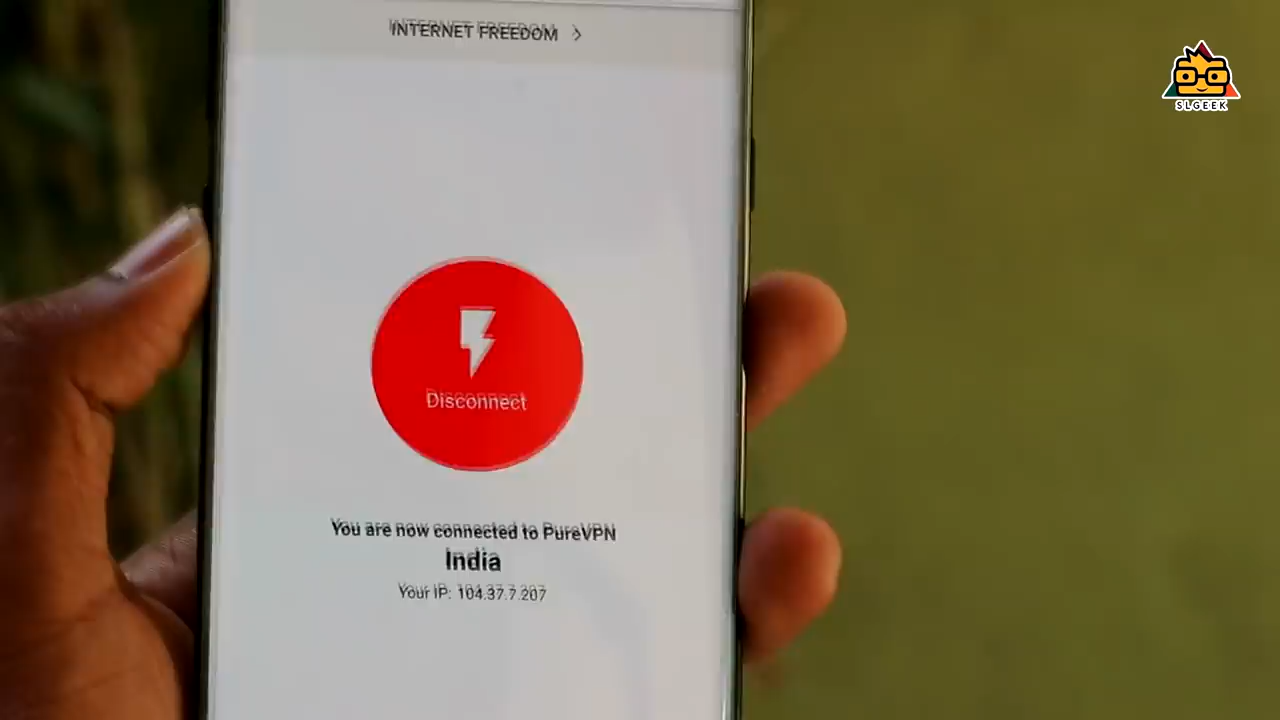 INTERNET FREEDOM >
SLGEEK
Disconnect
You are now connected to PureVPN
India
Your IP: 104.37.7.207